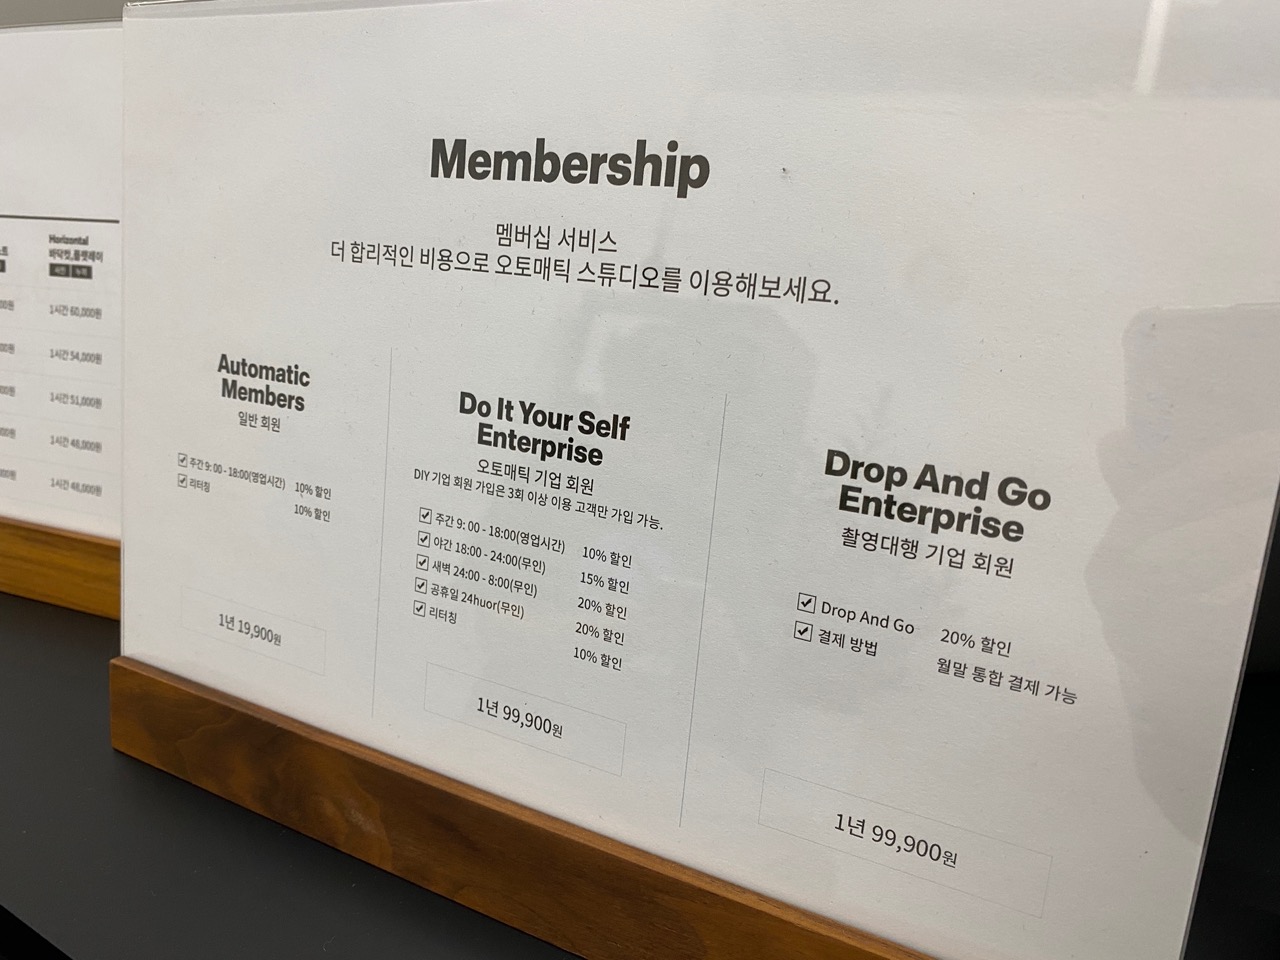 Horizontal
바닥컷,플랫레이
1시간 60,000원
1시간 54,000원
1시간 51,000원
1시간 48,000원
1시간 48,000원
Membership
멤버십 서비스
더 합리적인 비용으로 오토매틱 스튜디오를 이용해보세요.
Automatic
Members
일반 회원
주간 9: 00 - 18:00(영업시간) 10% 할인
리터칭 10% 할인
1년 19,900원
Do It Your Self
Enterprise
오토매틱 기업 회원
DIY 기업 회원 가입은 3회 이상 이용 고객만 가입 가능.
주간 9: 00 - 18:00(영업시간) 10% 할인
야간 18:00 - 24:00(무인) 15% 할인
새벽 24:00 - 8:00(무인) 20% 할인
공휴일 24huor(무인) 20% 할인
리터칭 10% 할인
1년 99,900원
Drop And Go
Enterprise
촬영대행 기업 회원
Drop And Go 20% 할인
결제 방법 월말 통합 결제 가능
1년 99,900원